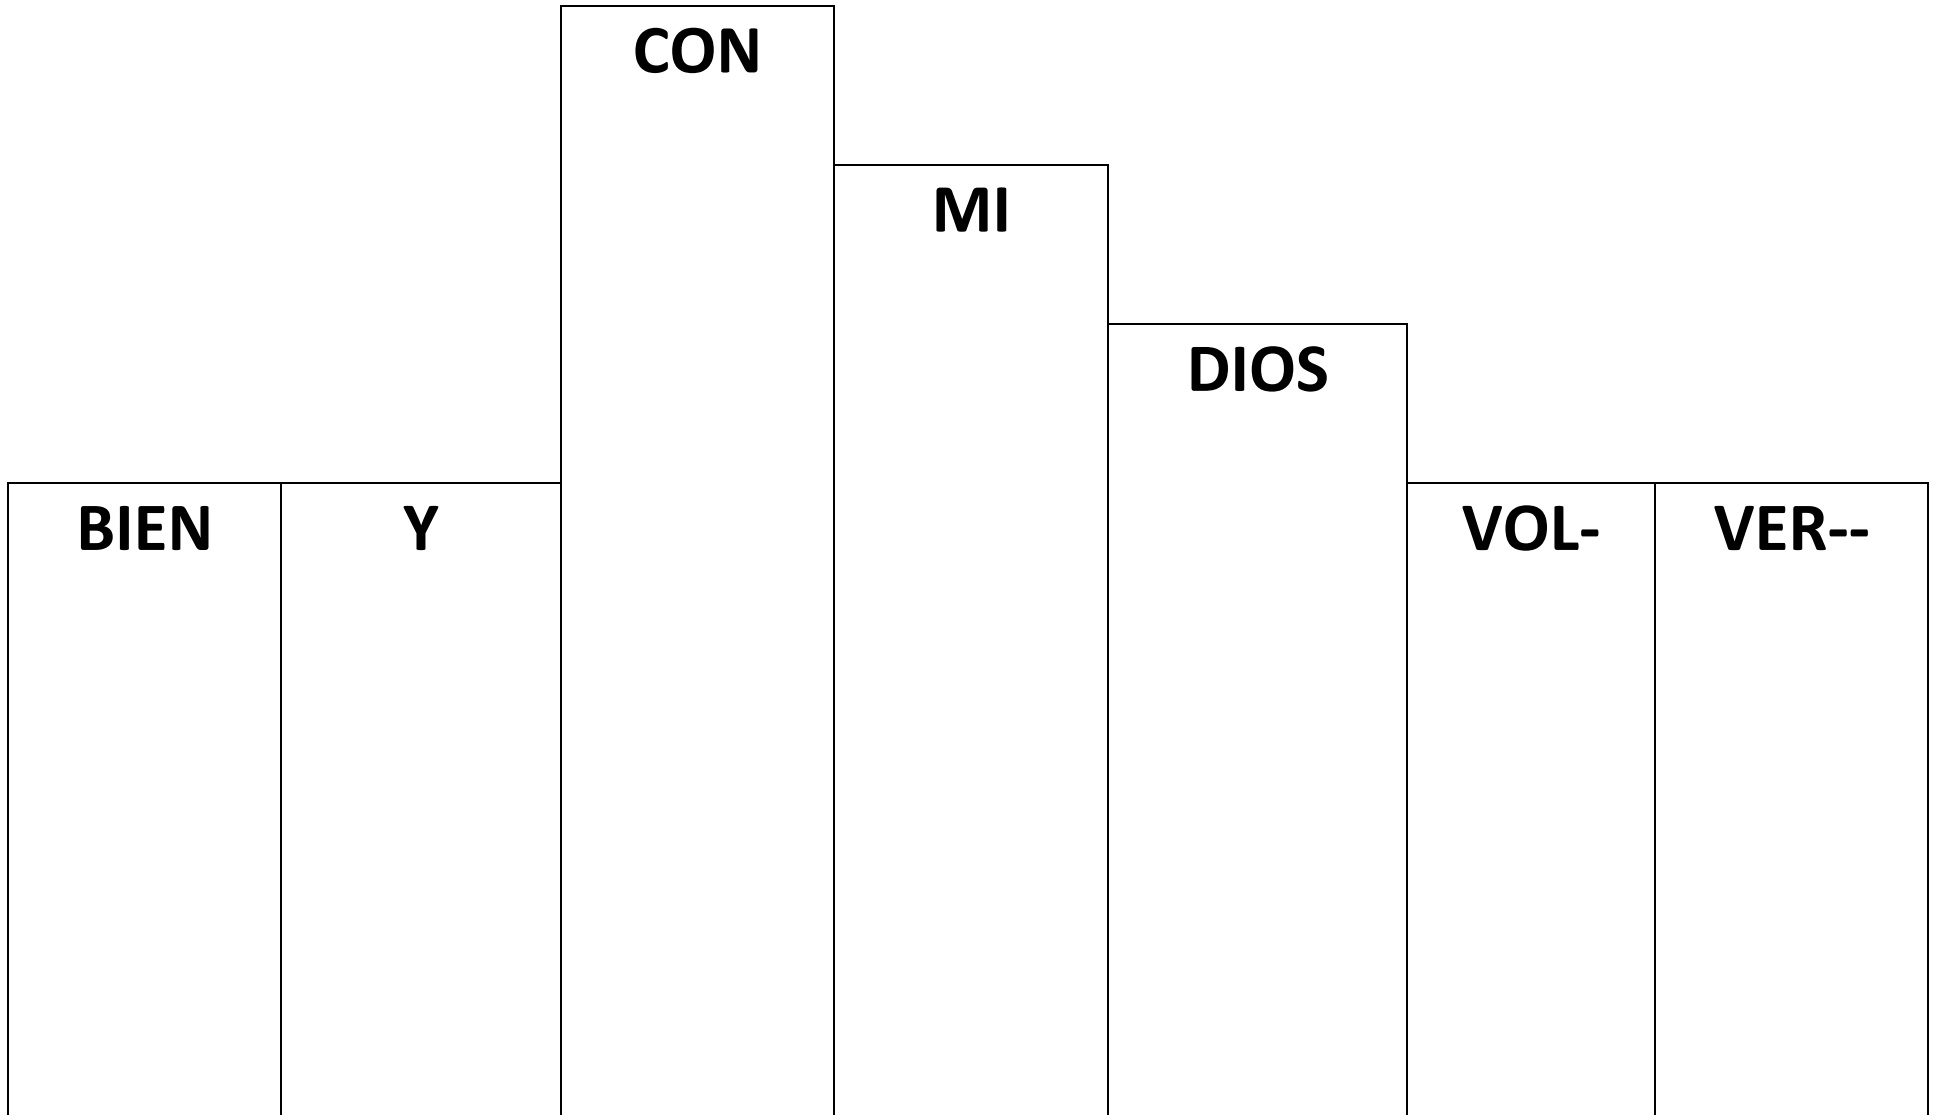 BIEN
Y
CON
MI
DIOS
VOL-
VER--